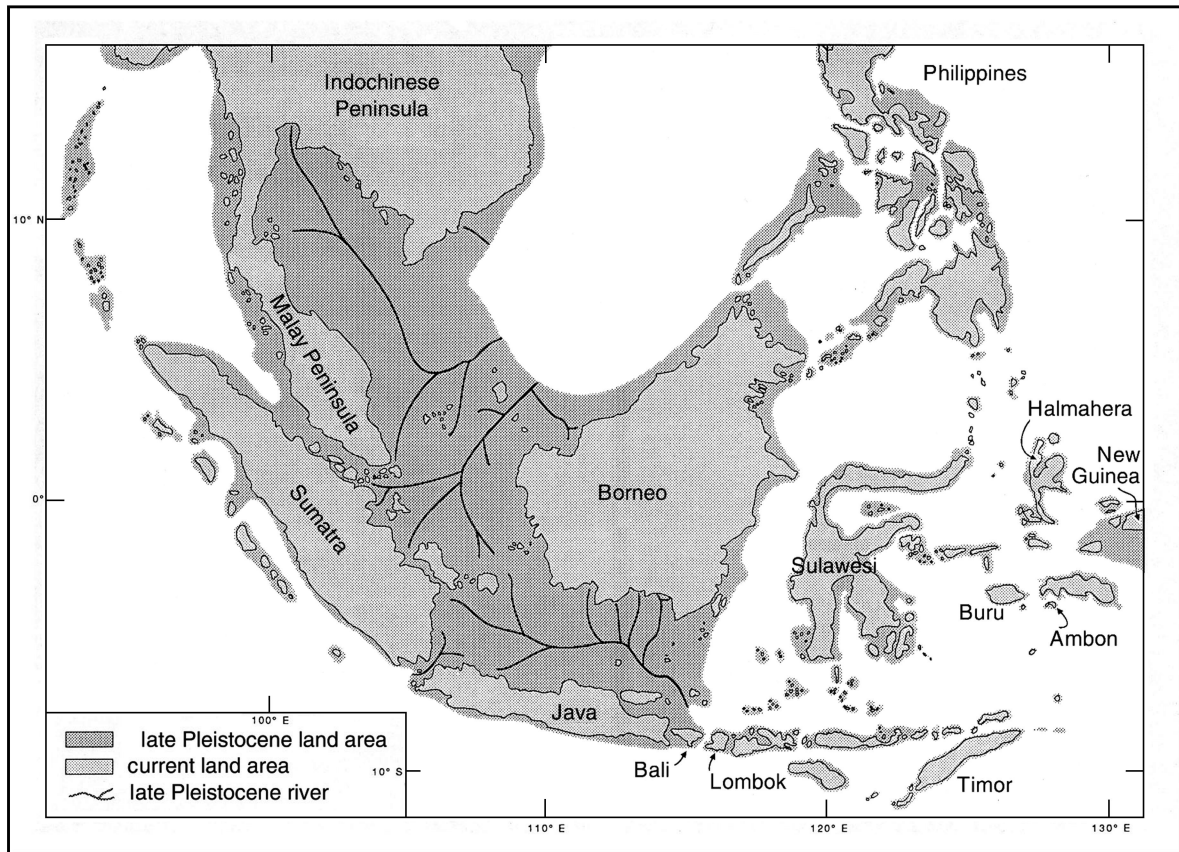 Indochinese
Peninsula
Philippines
10° N
Malay Peninsula
Halmahera
New
Guinea
0°
Sumatra
Borneo
Sulawesi
Buru
Ambon
Java
100° E
late Pleistocene land area
current land area
late Pleistocene river
10° S
Bali
Lombok
Timor
110° E
120° E
130° E